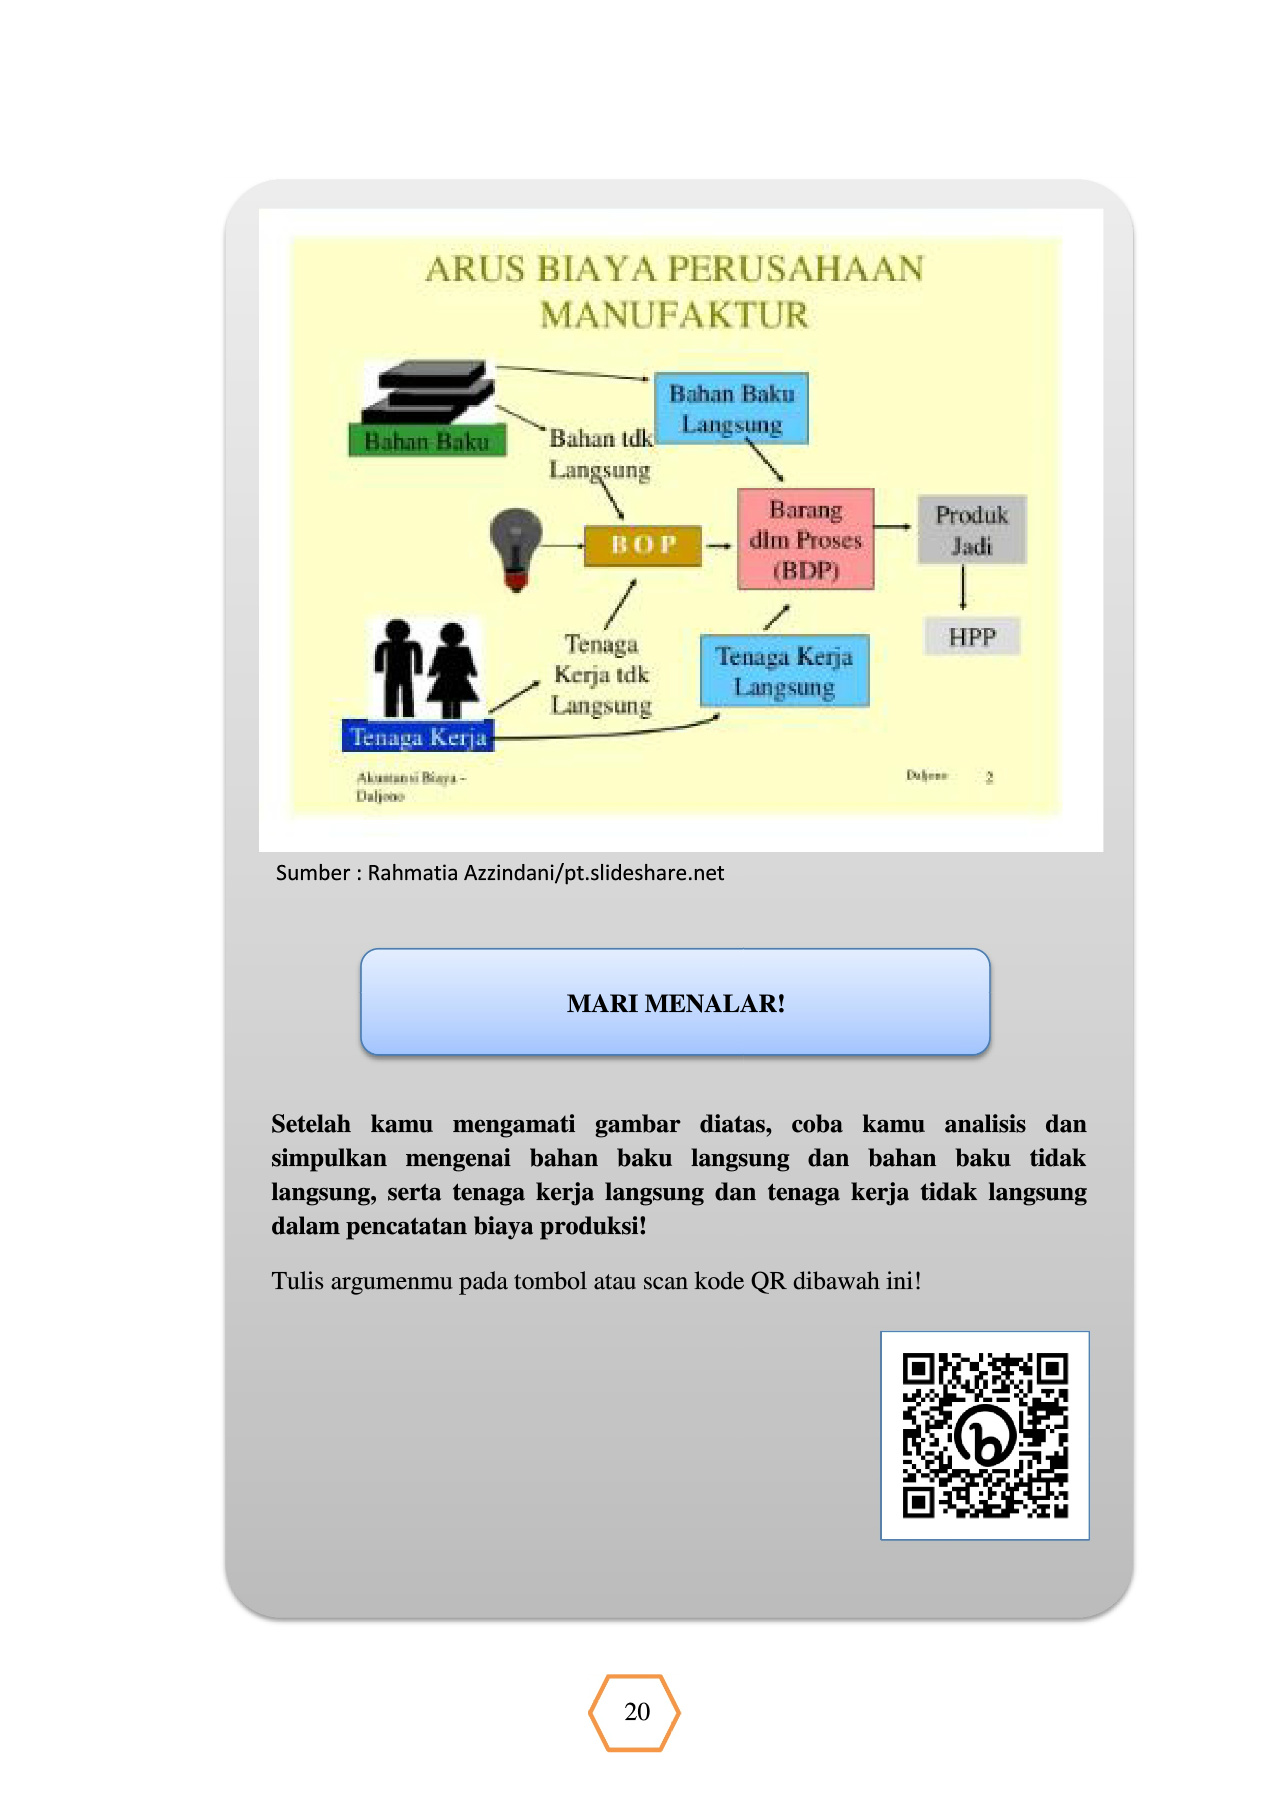 ARUS BIAYA PERUSAHAAN
MANUFAKTUR
Bahan Baku
Bahan Baku
Langsung
Bahan tdk
Langsung
B O P
Barang
dlm Proses
(BDP)
Produk
Jadi
HPP
Tenaga
Kerja tdk
Langsung
Tenaga Kerja
Langsung
Tenaga Kerja
Akuntansi Biaya –
Daljono
Daljono 2
Sumber : Rahmatia Azzindani/pt.slideshare.net
MARI MENALAR!
Setelah kamu mengamati gambar diatas, coba kamu analisis dan
simpulkan mengenai bahan baku langsung dan bahan baku tidak
langsung, serta tenaga kerja langsung dan tenaga kerja tidak langsung
dalam pencatatan biaya produksi!
Tulis argumenmu pada tombol atau scan kode QR dibawah ini!
b
20